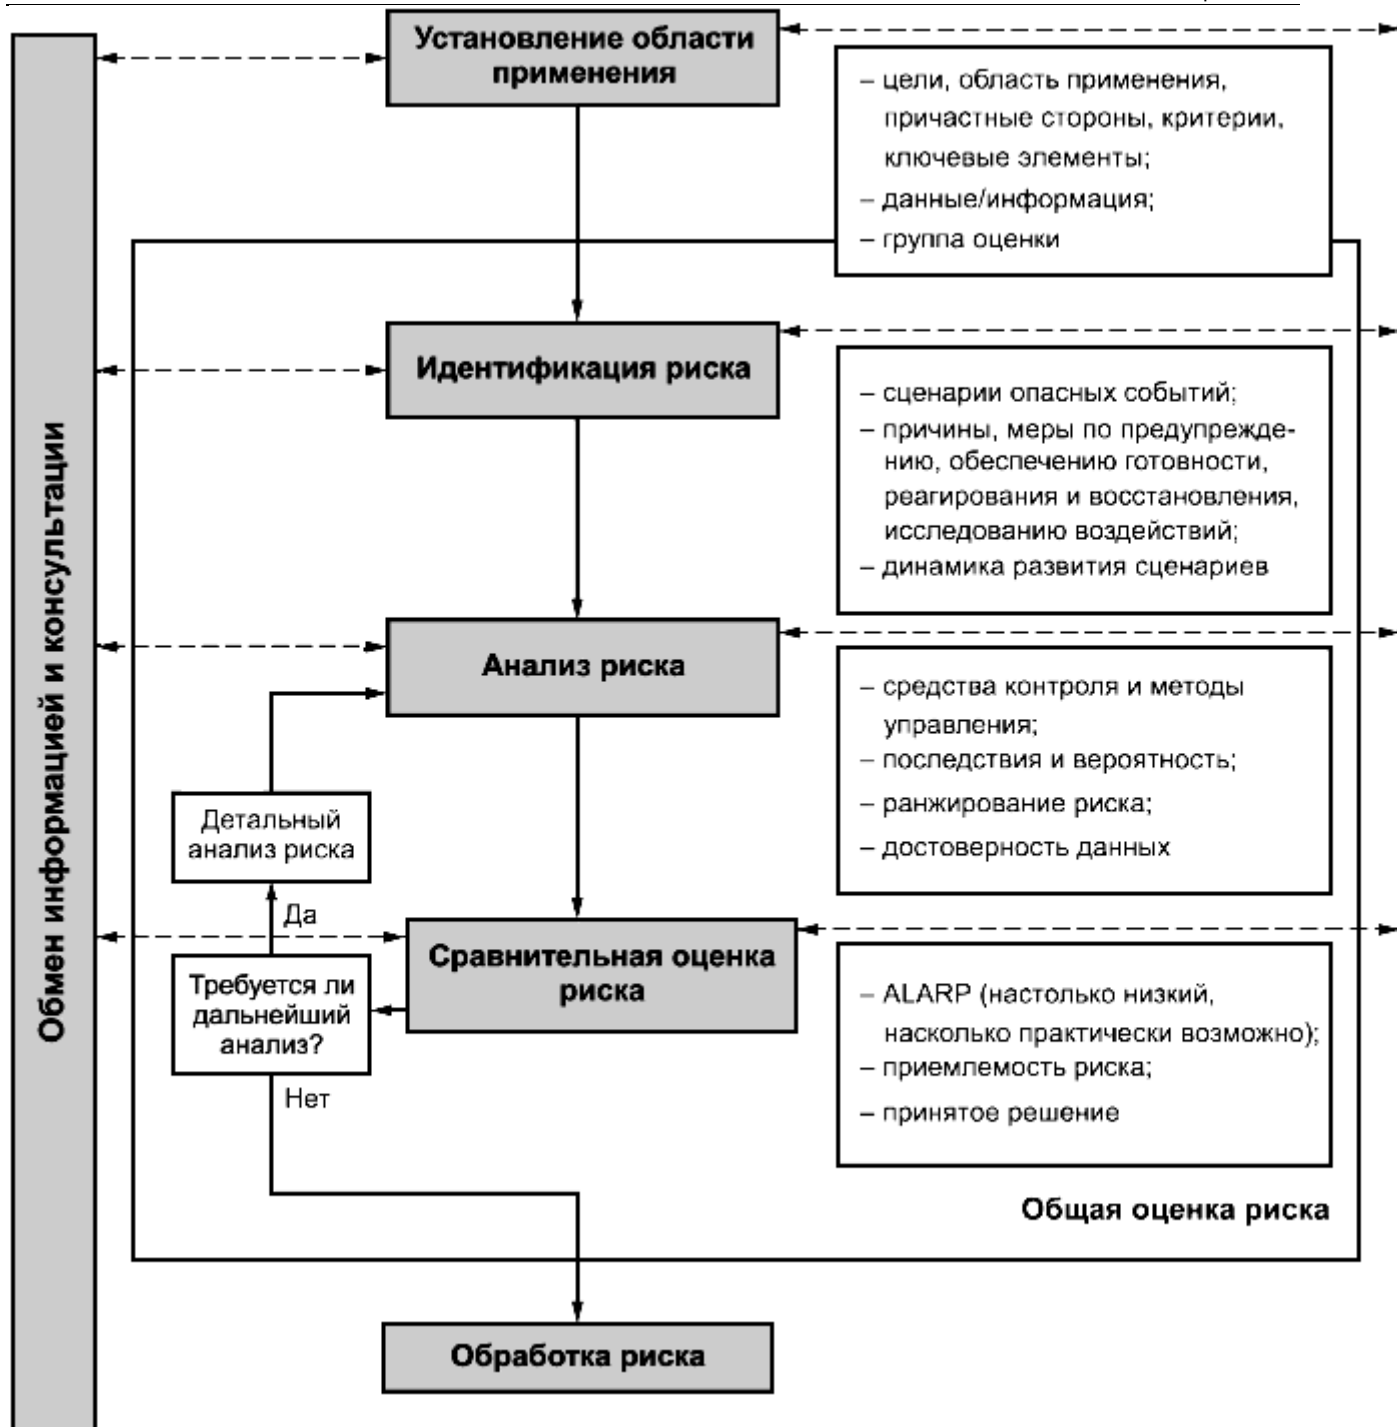 Установление области
применения
– цели, область применения,
причастные стороны, критерии,
ключевые элементы;
– данные/информация;
– группа оценки
Идентификация риска
– сценарии опасных событий;
– причины, меры по предупрежде-
нию, обеспечению готовности,
реагирования и восстановления,
исследованию воздействий;
– динамика развития сценариев
Обмен информацией и консультации
Анализ риска
– средства контроля и методы
управления;
– последствия и вероятность;
– ранжирование риска;
– достоверность данных
Детальный
анализ риска
Да
Сравнительная оценка
риска
Требуется ли
дальнейший
анализ?
Нет
– ALARP (настолько низкий,
насколько практически возможно);
– приемлемость риска;
– принятое решение
Общая оценка риска
Обработка риска